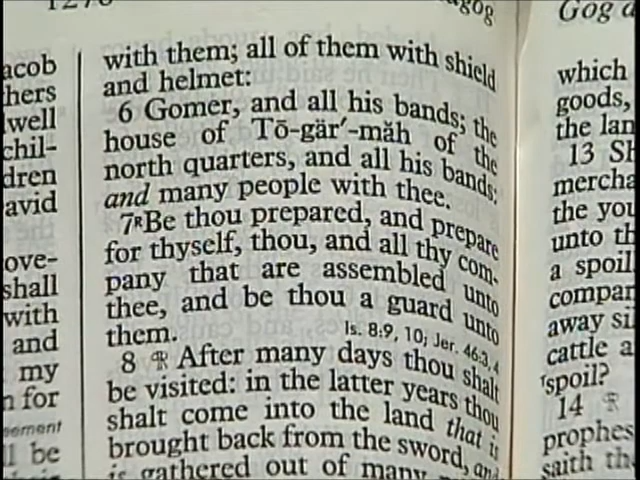 1276
Gog
Gog
acob
hers
well
chil-
dren
avid
ove-
shall
with
and
my
n for
sement
ll be
with them; all of them with shield
and helmet:
6 Gomer, and all his bands; the
house of Tō-gär′-măh of the
north quarters, and all his bands:
and many people with thee.
7RBe thou prepared, and prepare
for thyself, thou, and all thy com-
pany that are assembled unto
thee, and be thou a guard unto
them.
Is. 8:9, 10; Jer. 46:3, 4
8 ¶ After many days thou shalt
be visited: in the latter years thou
shalt come into the land that is
brought back from the sword, and
is gathered out of many
which
goods,
the lan
13 Sh
mercha
the you
unto th
a spoil
compan
away si
cattle a
spoil?
14 ¶
prophes
saith th